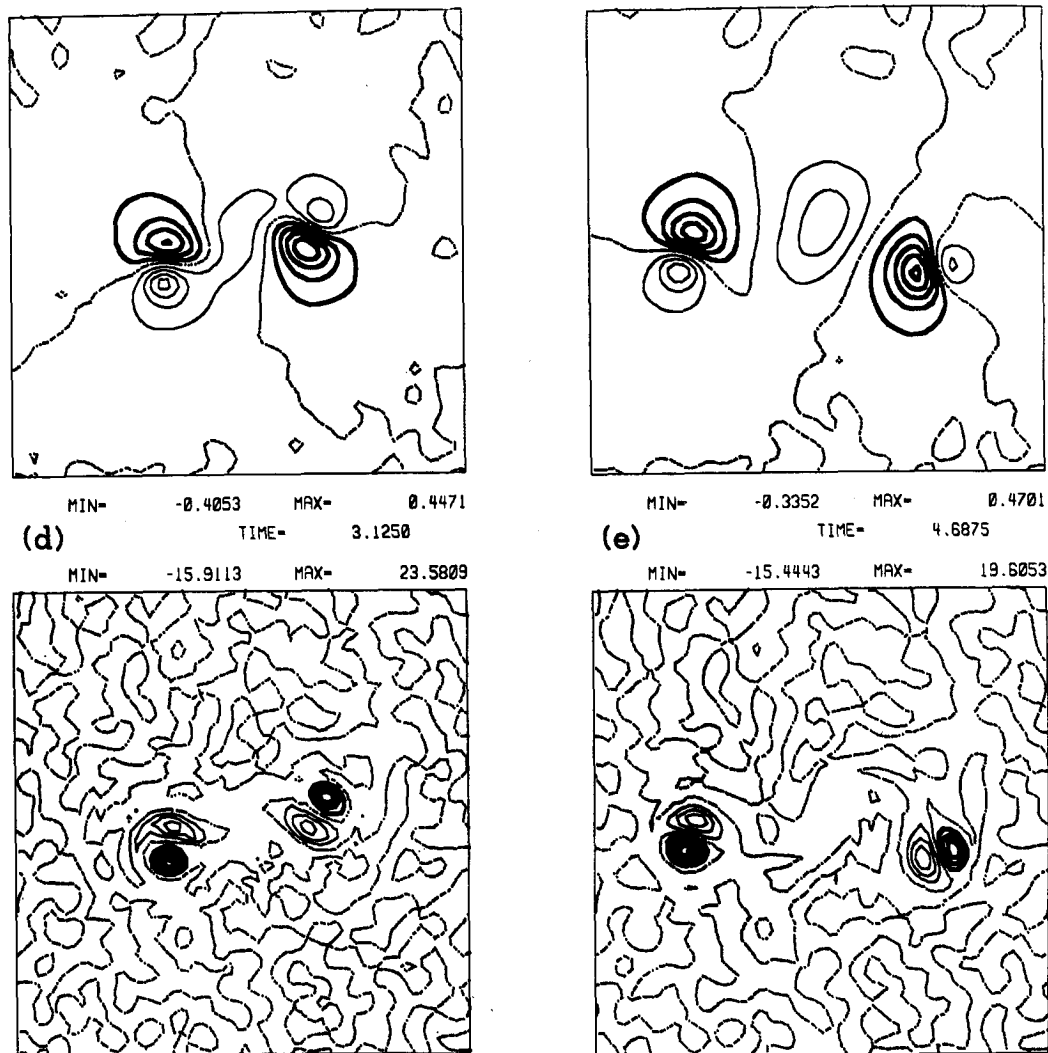 MIN= -0.4053 MAX= 0.4471
MIN= -0.3352 MAX= 0.4701
(d) TIME= 3.1250
(e) TIME= 4.6875
MIN= -15.9113 MAX= 23.5809
MIN= -15.4443 MAX= 19.6053